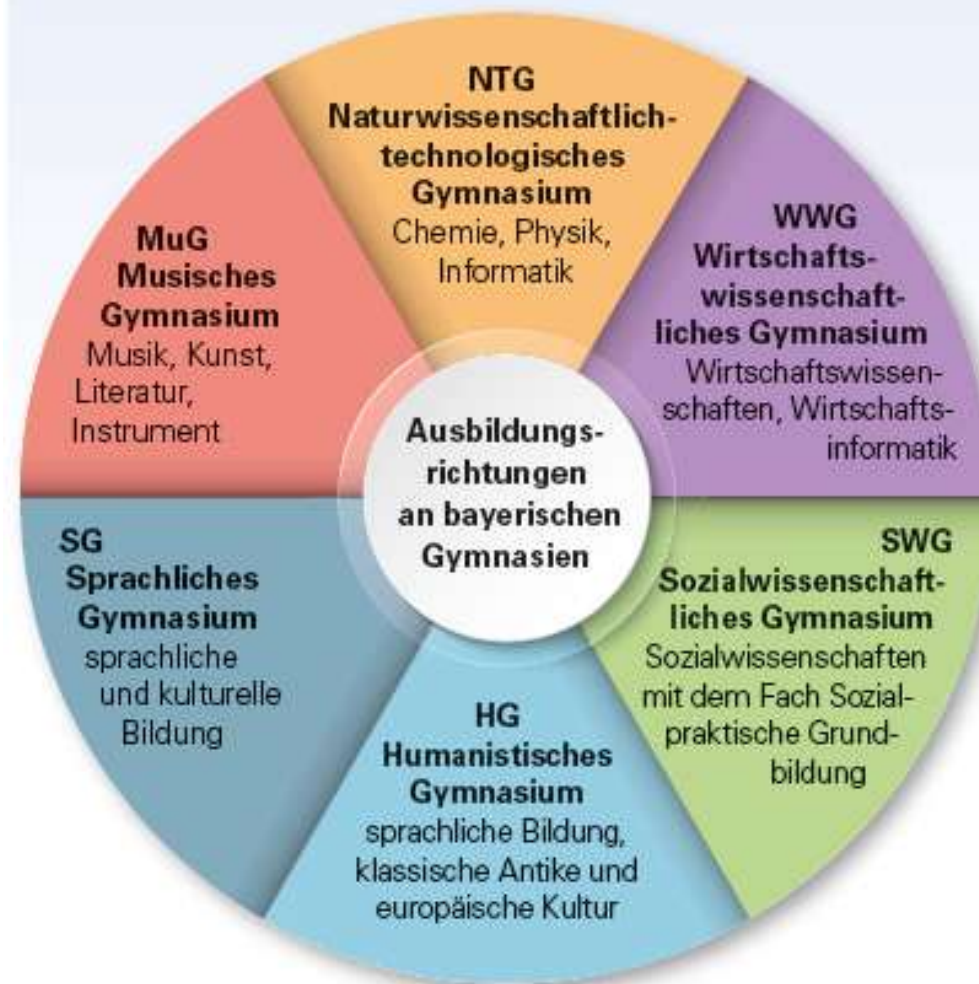 NTG
Naturwissenschaftlich-
technologisches
Gymnasium
Chemie, Physik,
Informatik
WWG
Wirtschafts-
wissenschaft-
liches Gymnasium
Wirtschaftswissen-
schaften, Wirtschafts-
informatik
SWG
Sozialwissenschaft-
liches Gymnasium
Sozialwissenschaften
mit dem Fach Sozial-
praktische Grund-
bildung
HG
Humanistisches
Gymnasium
sprachliche Bildung,
klassische Antike und
europäische Kultur
SG
Sprachliches
Gymnasium
sprachliche
und kulturelle
Bildung
MuG
Musisches
Gymnasium
Musik, Kunst,
Literatur,
Instrument
Ausbildungs-
richtungen
an bayerischen
Gymnasien